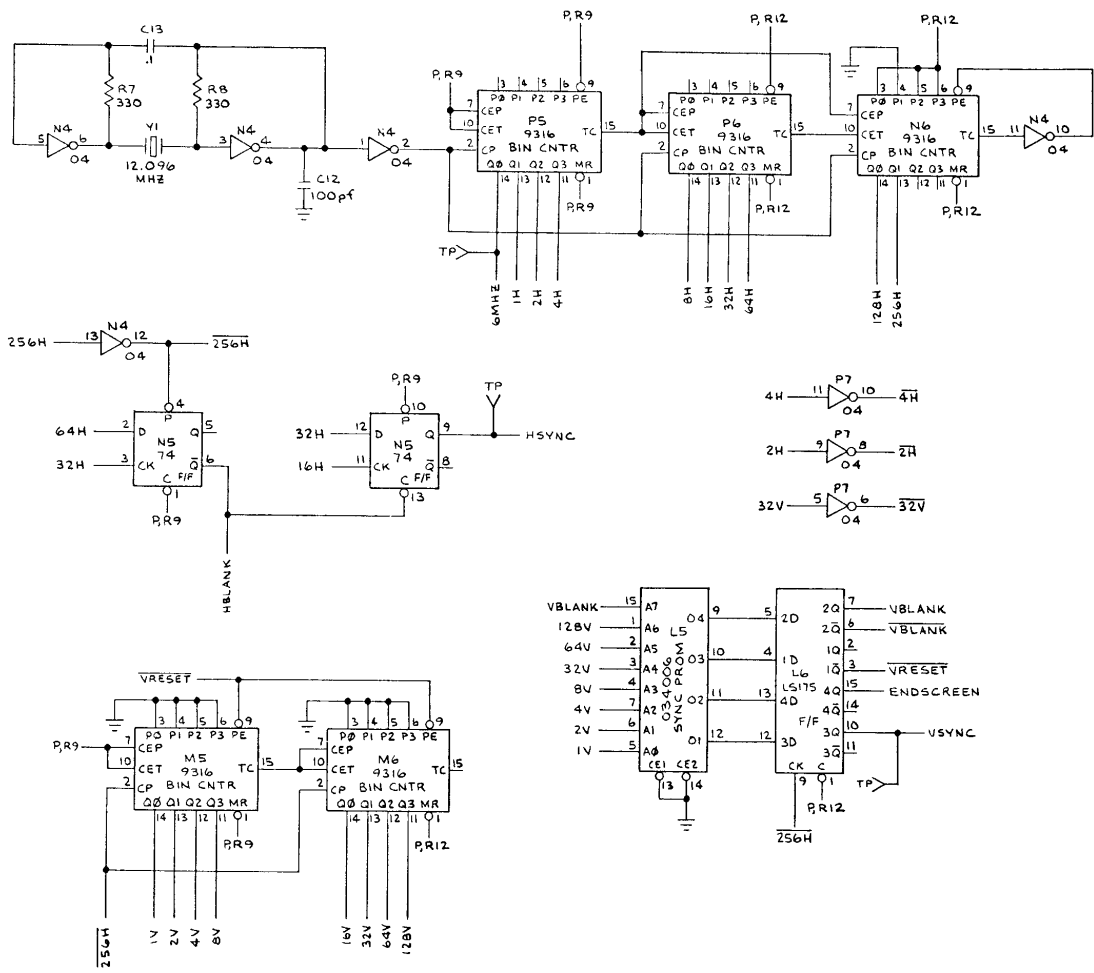 C13
.1
R7
330
R8
330
5 N4 6
04
Y1
12.096
MHZ
3 N4 4
04
C12
100pf
1 N4 2
04
P,R9
P,R9
3 4 5 6 9
P0 P1 P2 P3 PE
7 CEP
10 CET
2 CP
P5
9316
BIN CNTR
TC 15
Q0 Q1 Q2 Q3 MR
14 13 12 11 1
P,R9
TP
6MHZ
1H
2H
4H
P,R12
3 4 5 6 9
P0 P1 P2 P3 PE
7 CEP
10 CET
2 CP
P6
9316
BIN CNTR
TC 15
Q0 Q1 Q2 Q3 MR
14 13 12 11 1
P,R12
8H
16H
32H
64H
P,R12
3 4 5 6 9
P0 P1 P2 P3 PE
7 CEP
10 CET
2 CP
N6
9316
BIN CNTR
TC 15
Q0 Q1 Q2 Q3 MR
14 13 12 11 1
P,R12
128H
256H
11 N4 10
04
256H 13 N4 12 256H
04
4
P
64H 2 D Q 5
N5
74
32H 3 CK Q 6
C F/F
1
P,R9
HBLANK
P,R9
10
P
32H 12 D Q 9 HSYNC
TP
N5
74
16H 11 CK Q 8
C F/F
13
4H 11 P7 10 4H
04
2H 9 P7 8 2H
04
32V 5 P7 6 32V
04
VBLANK 15 A7
128V 1 A6
64V 2 A5
32V 3 A4
8V 4 A3
4V 7 A2
2V 6 A1
1V 5 A0
L5
034006
SYNC PROM
O4 9
O3 10
O2 11
O1 12
CE1 CE2
13 14
5 2D
4 1D
13 4D
12 3D
L6
LS175
F/F
2Q 7 VBLANK
2Q 6 VBLANK
1Q 2
1Q 3 VRESET
4Q 15 ENDSCREEN
4Q 14
3Q 10 VSYNC
3Q 11
CK C
9 1
P,R12
TP
256H
VRESET
3 4 5 6 9
P0 P1 P2 P3 PE
P,R9
7 CEP
10 CET
2 CP
M5
9316
BIN CNTR
TC 15
Q0 Q1 Q2 Q3 MR
14 13 12 11 1
P,R9
256H
1V
2V
4V
8V
3 4 5 6 9
P0 P1 P2 P3 PE
7 CEP
10 CET
2 CP
M6
9316
BIN CNTR
TC 15
Q0 Q1 Q2 Q3 MR
14 13 12 11 1
P,R12
16V
32V
64V
128V